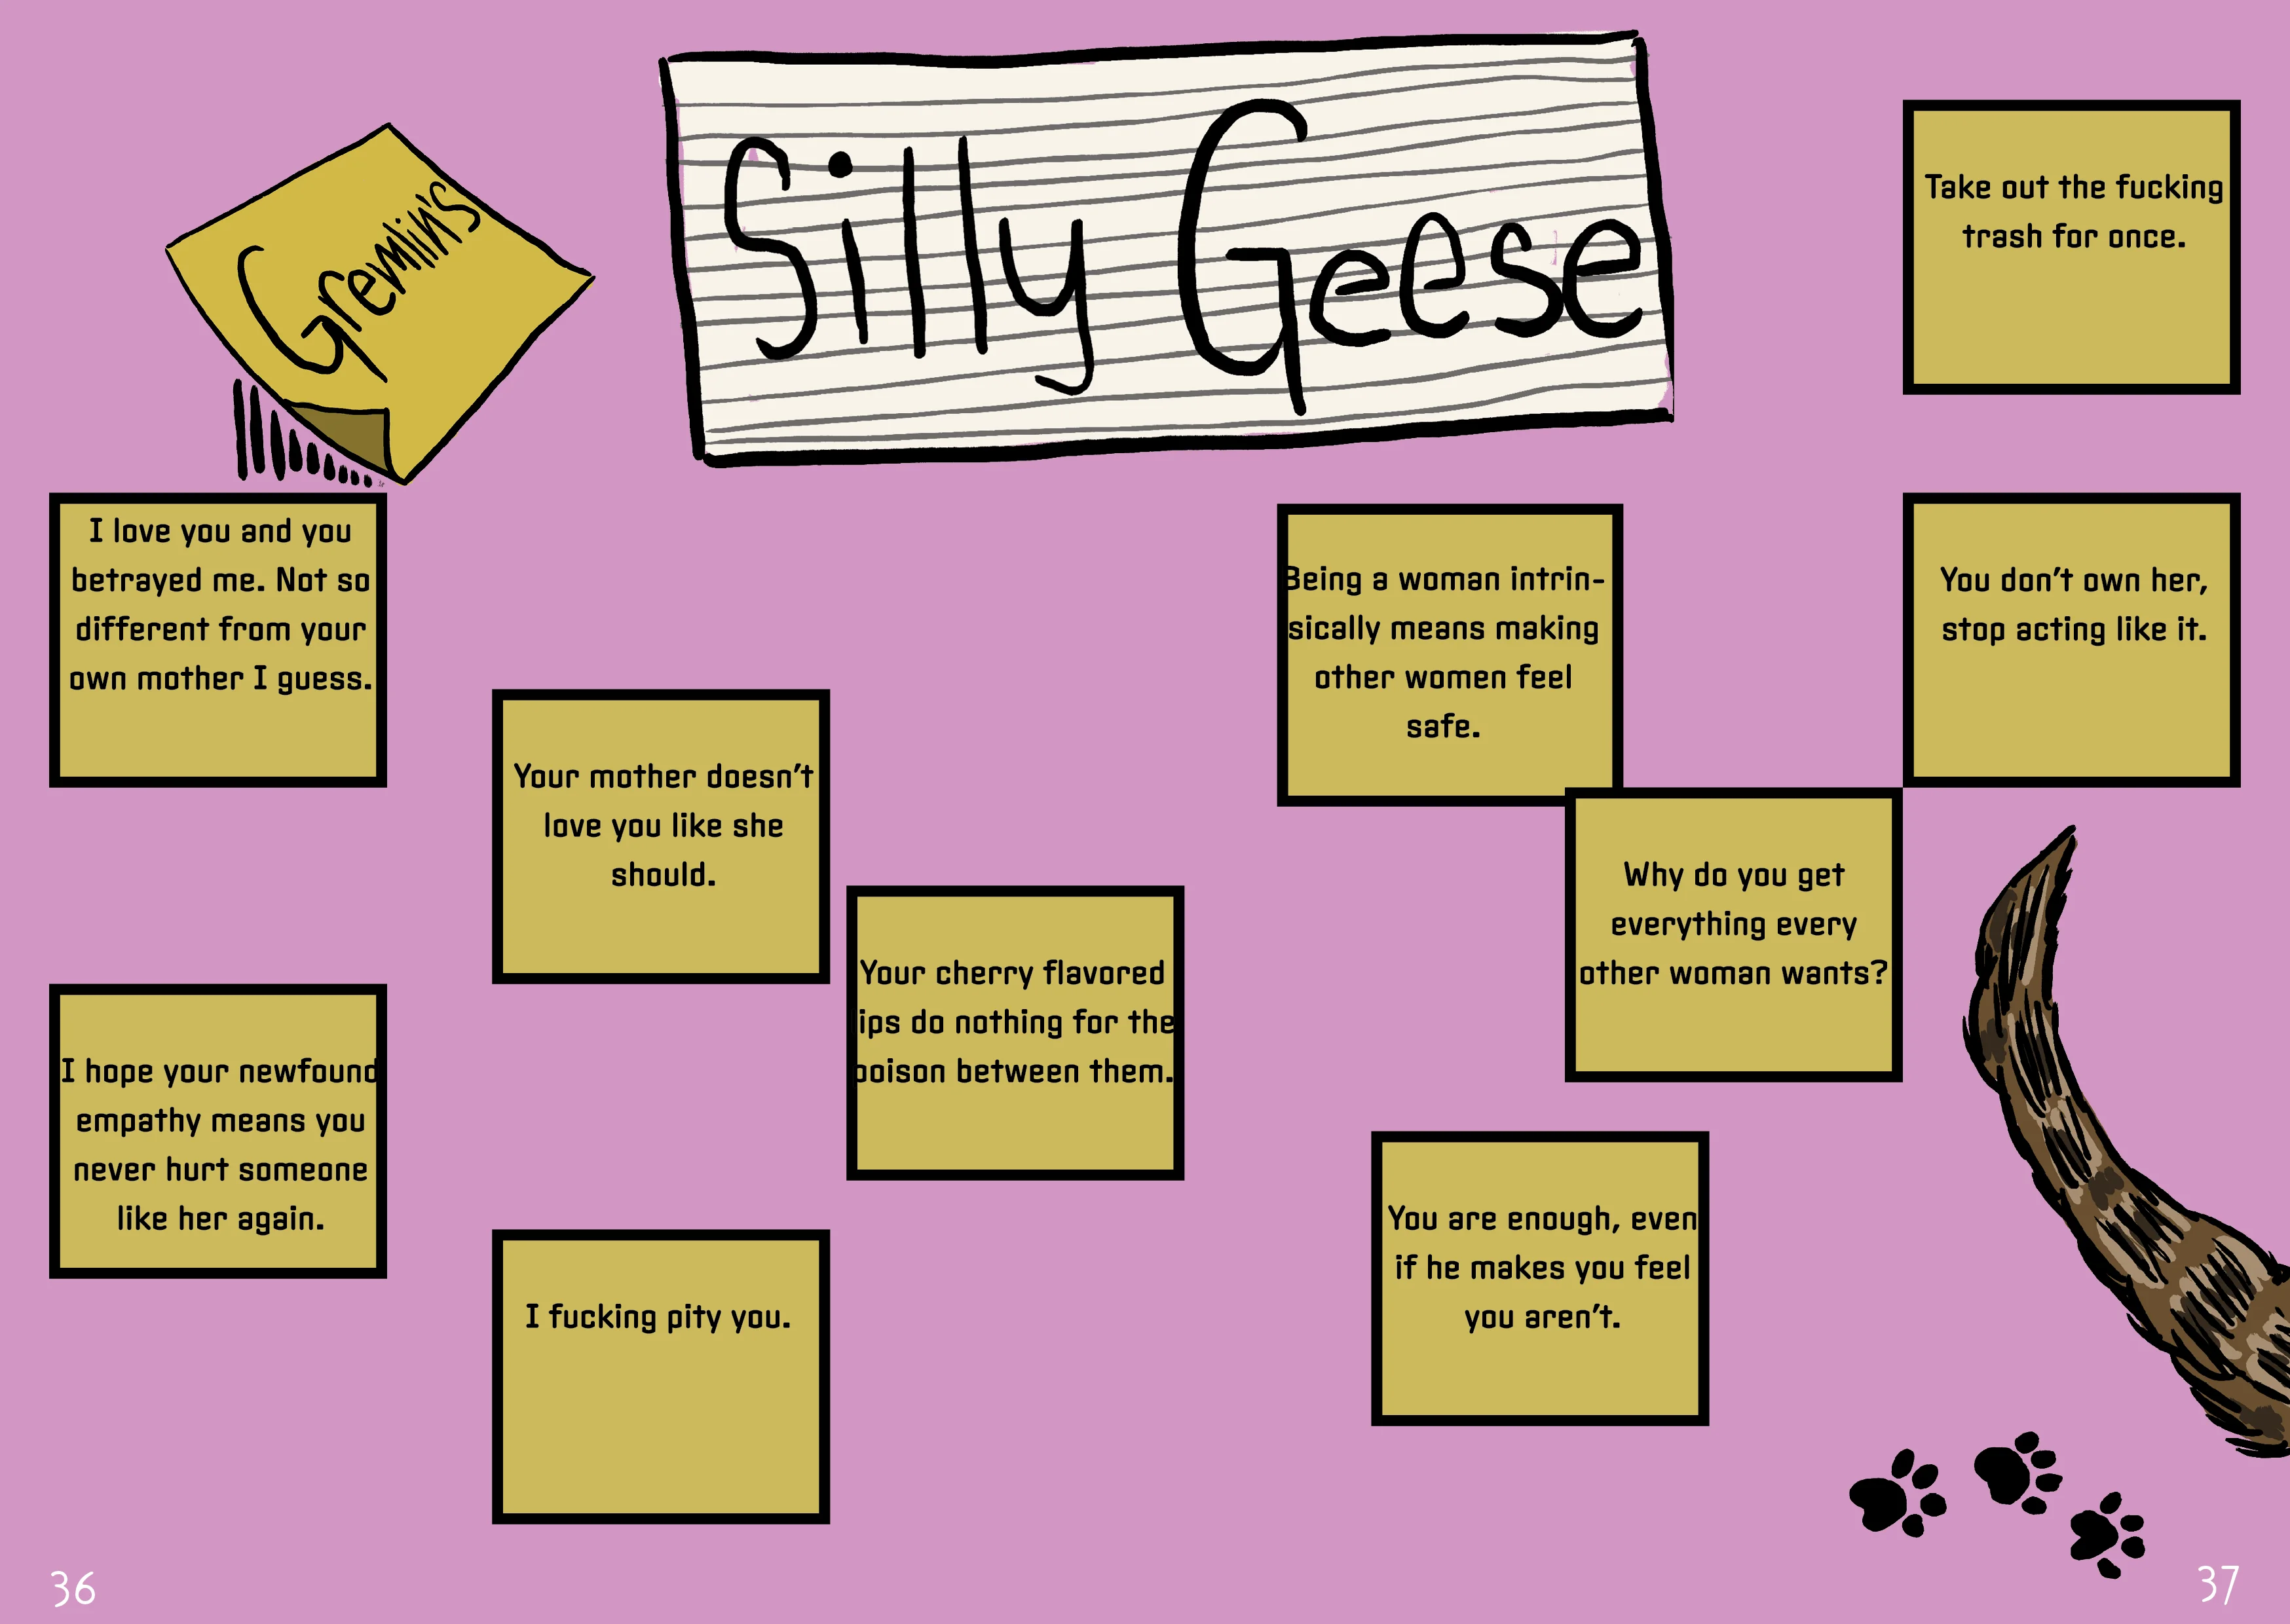 Gremlin's
Silly Geese
I love you and you
betrayed me. Not so
different from your
own mother I guess.
Your mother doesn't
love you like she
should.
Your cherry flavored
ips do nothing for the
poison between them.
I hope your newfound
empathy means you
never hurt someone
like her again.
I fucking pity you.
36
Take out the fucking
trash for once.
Being a woman intrin-
sically means making
other women feel
safe.
You don't own her,
stop acting like it.
Why do you get
everything every
other woman wants?
You are enough, even
if he makes you feel
you aren't.
37